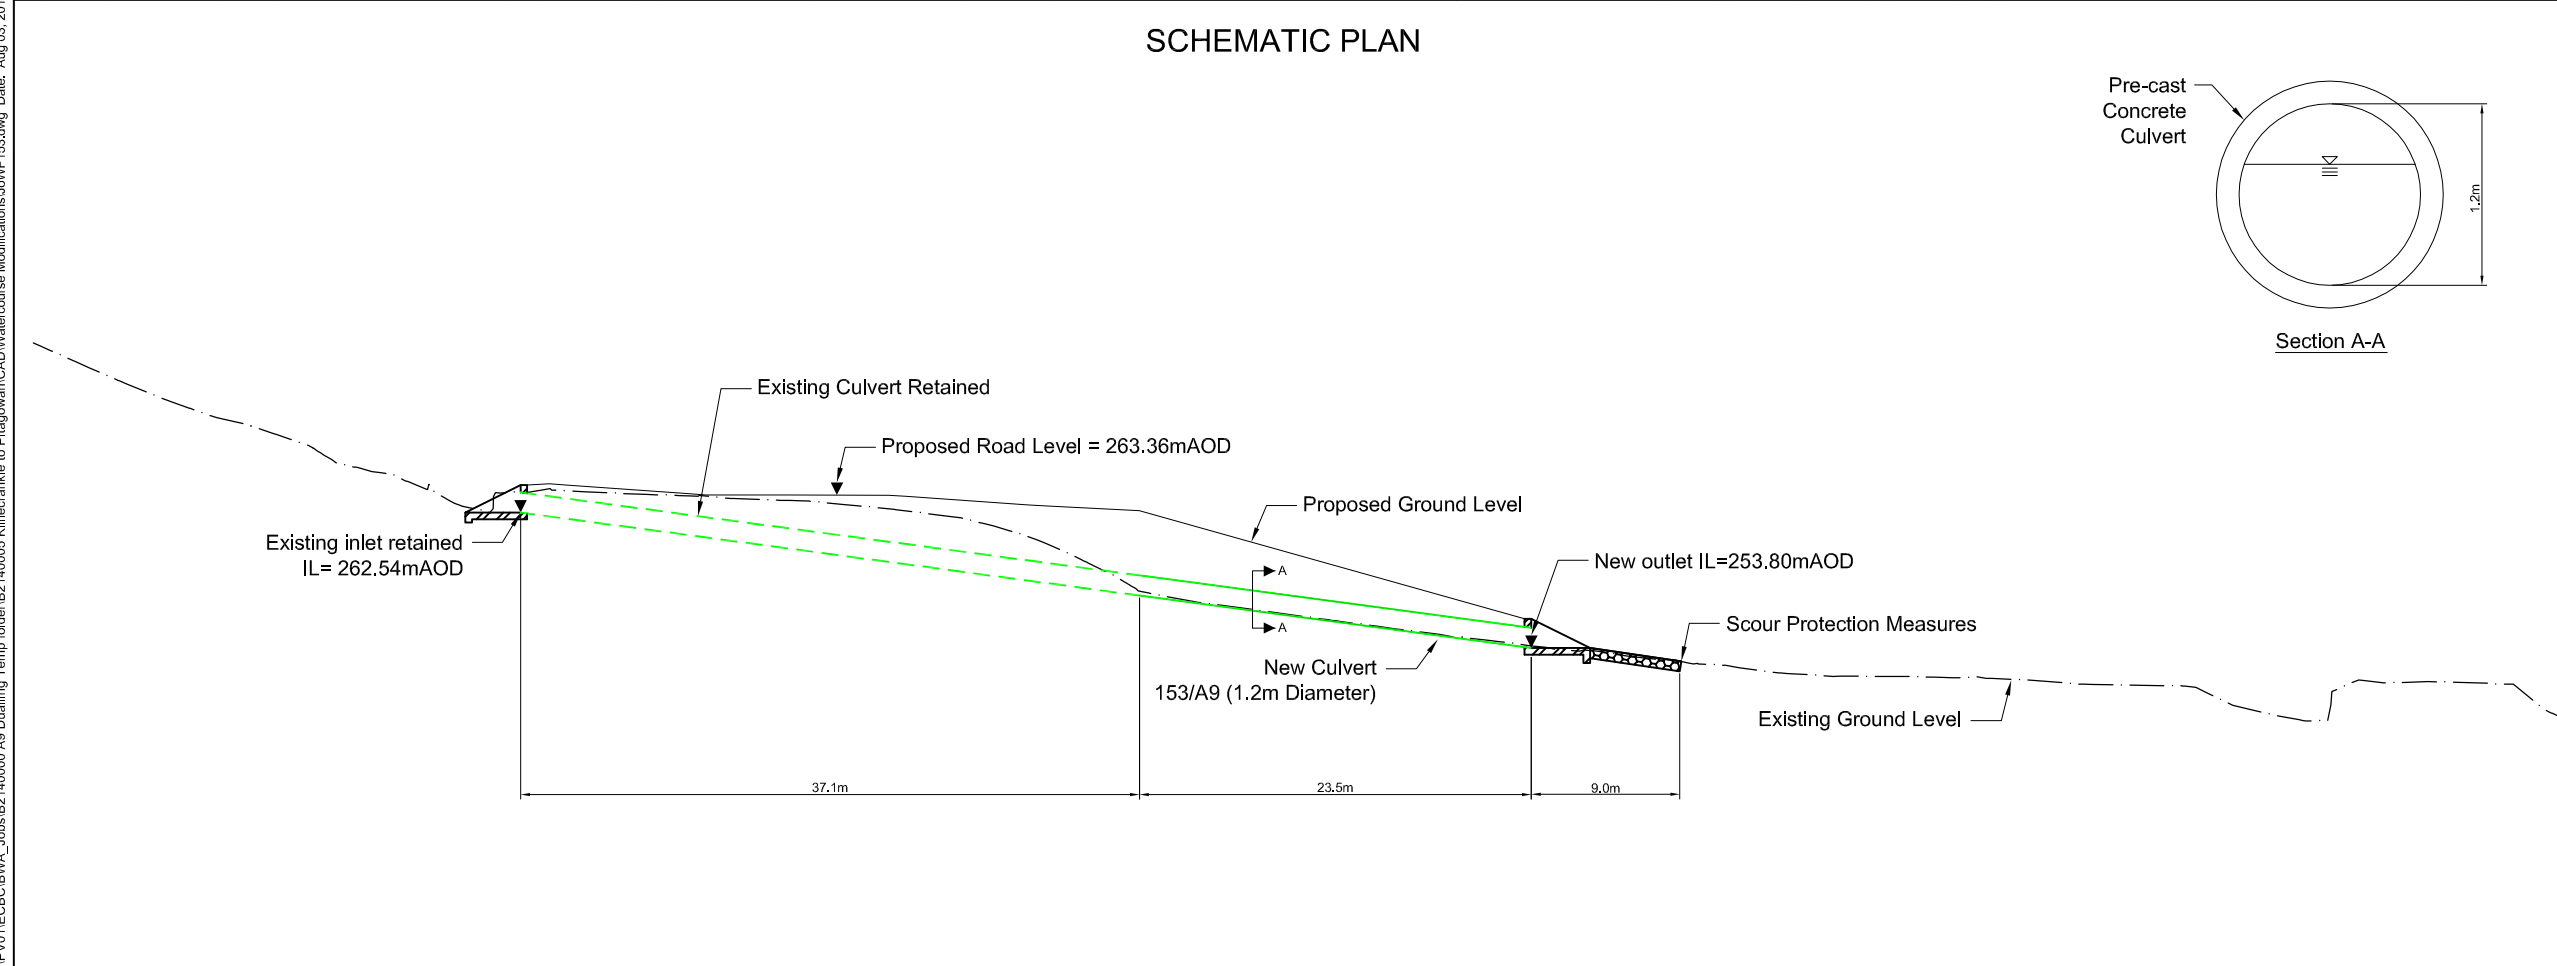 SCHEMATIC PLAN
Pre-cast
Concrete
Culvert
1.2m
Section A-A
Existing Culvert Retained
Proposed Road Level = 263.36mAOD
Proposed Ground Level
Existing inlet retained
IL= 262.54mAOD
New outlet IL=253.80mAOD
A
A
Scour Protection Measures
New Culvert
153/A9 (1.2m Diameter)
Existing Ground Level
37.1m
23.5m
9.0m